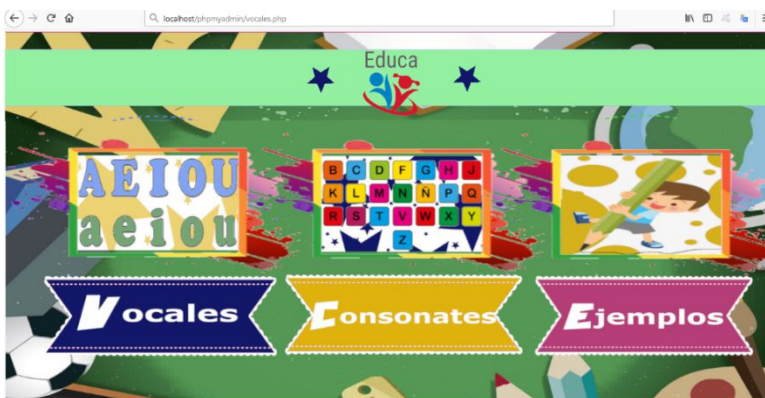 localhost/phpmyadmin/vocales.php
Educa
AEIOU
aeiou
B C D F G H J
K L M N Ñ P Q
R S T V W X Y
Z
Vocales
Consonates
Ejemplos